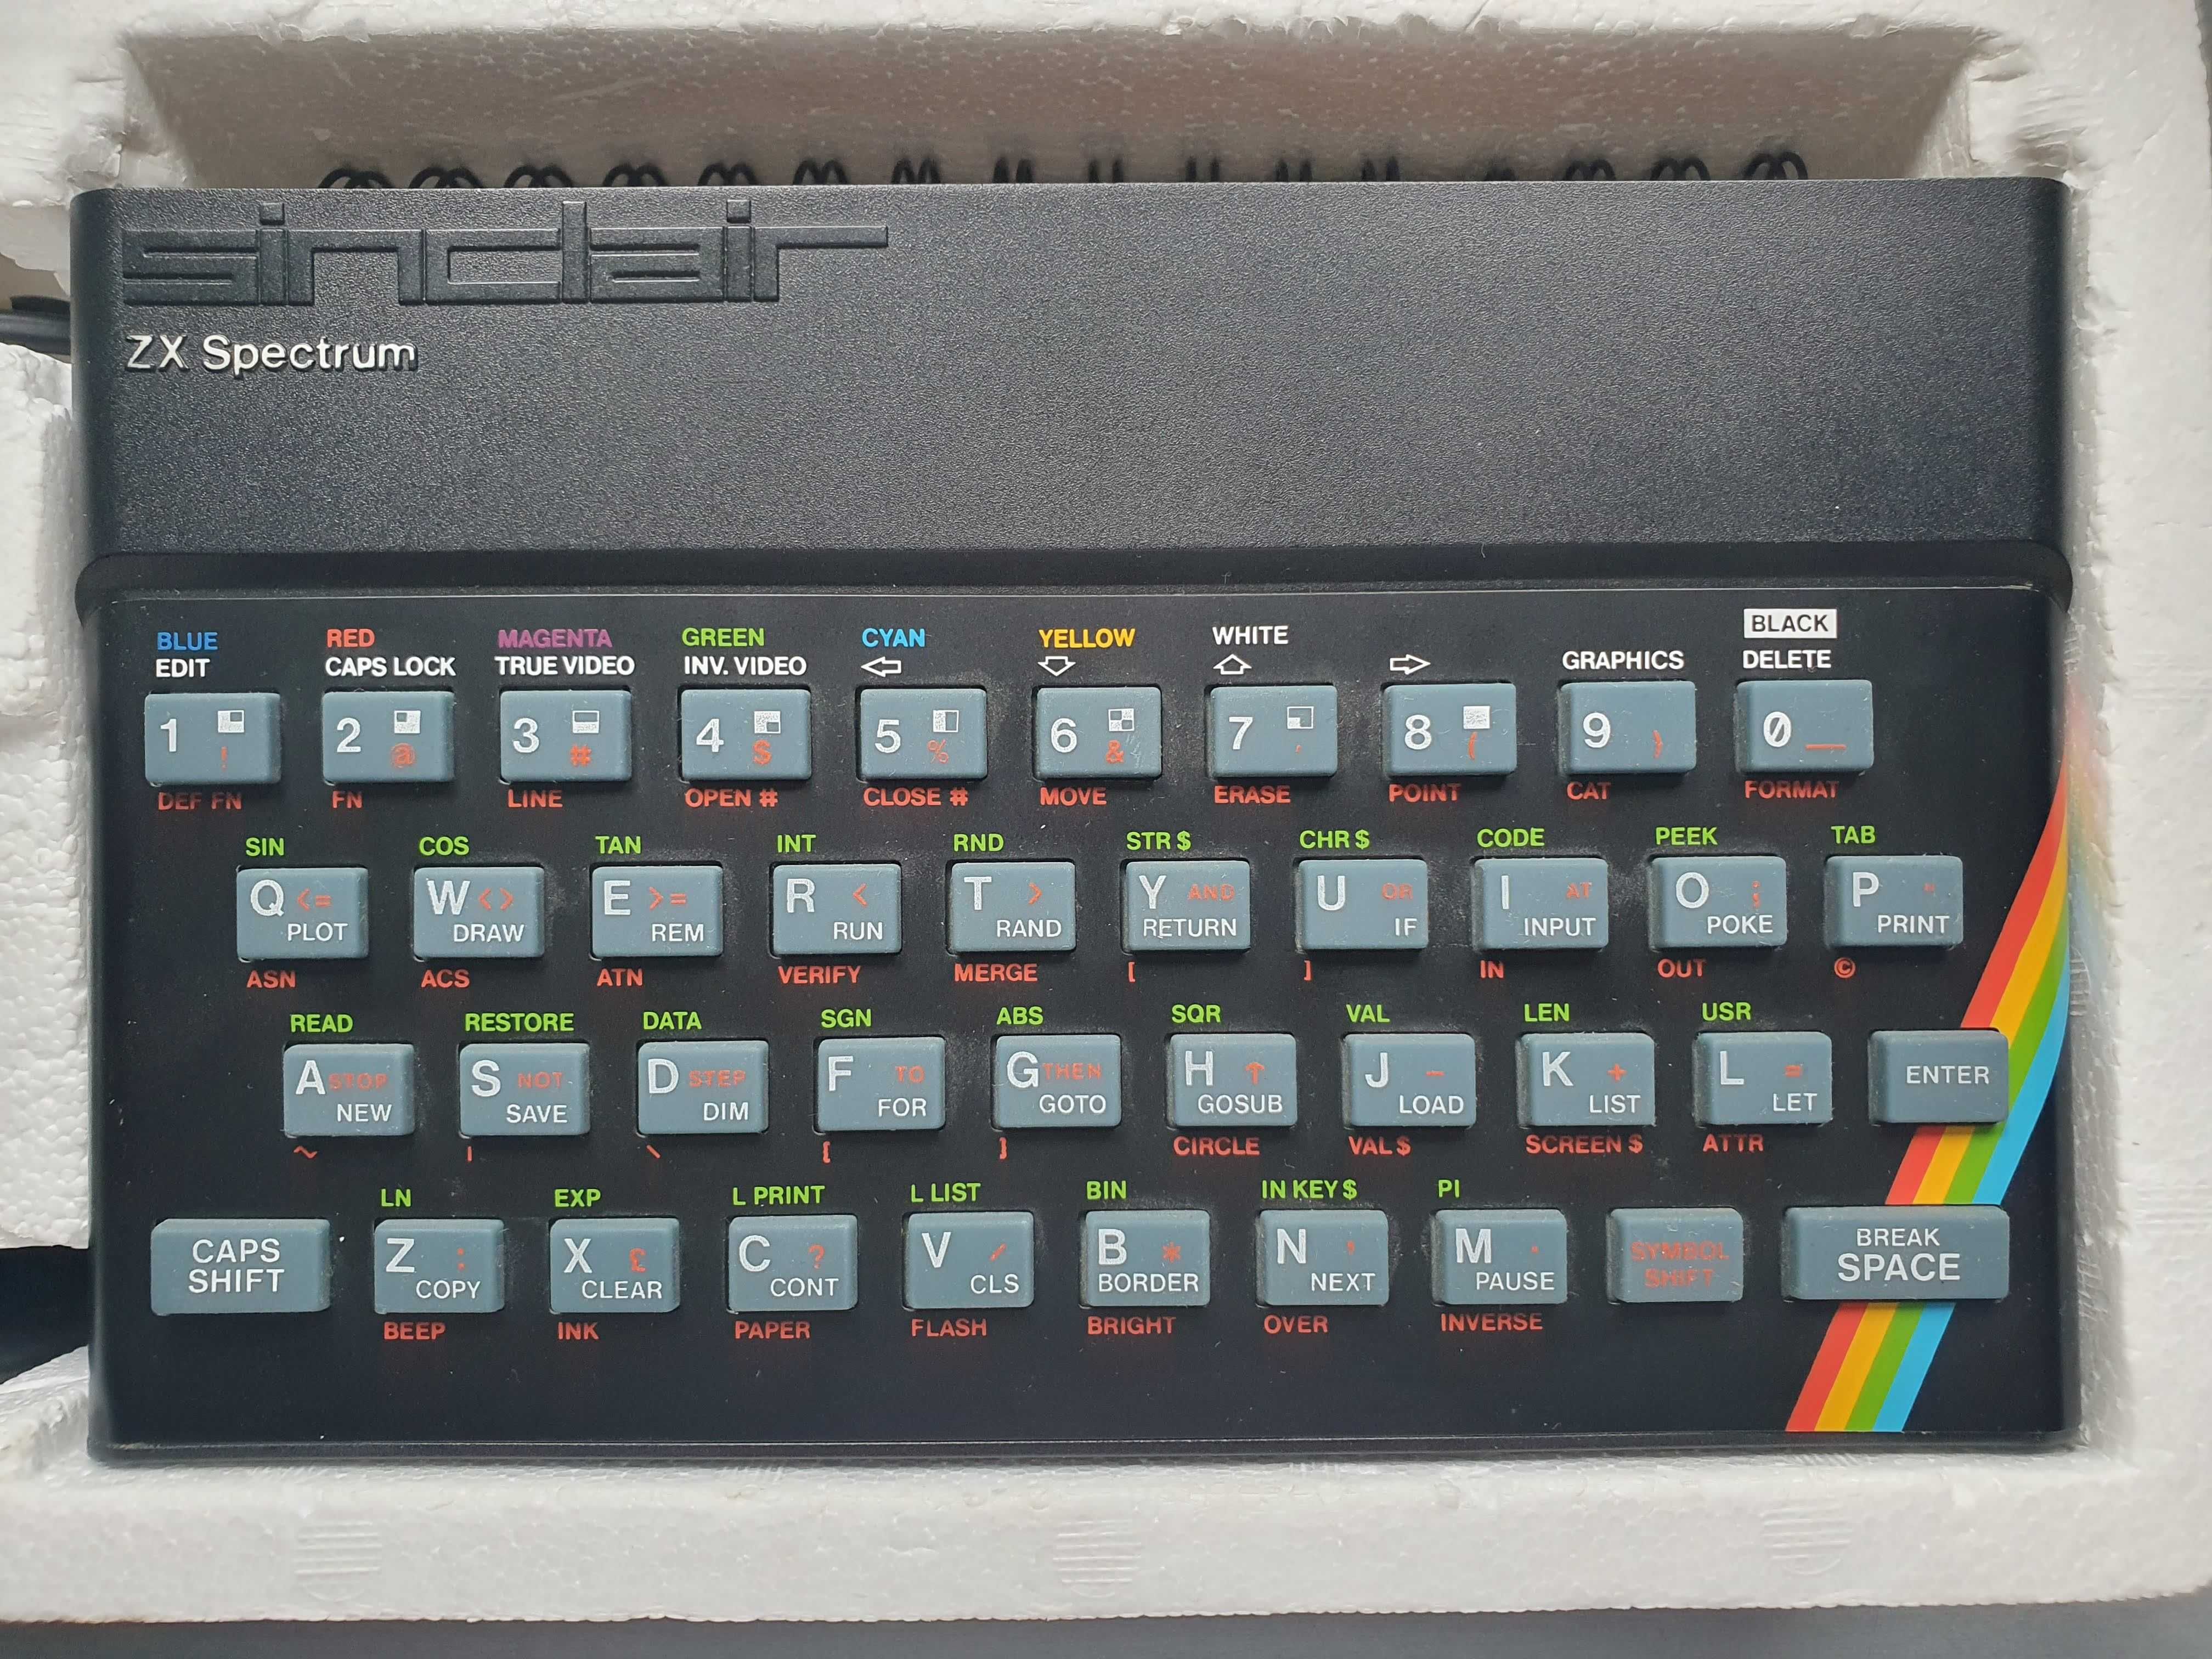 sinclair
ZX Spectrum
BLUE RED MAGENTA GREEN CYAN YELLOW WHITE BLACK
EDIT CAPS LOCK TRUE VIDEO INV. VIDEO ⇦ ⇩ ⇧ ⇨ GRAPHICS DELETE
1 ! 2 @ 3 # 4 $ 5 % 6 & 7 ' 8 ( 9 ) 0 _
DEF FN FN LINE OPEN # CLOSE # MOVE ERASE POINT CAT FORMAT
SIN COS TAN INT RND STR $ CHR $ CODE PEEK TAB
Q <= W <> E >= R < T > Y AND U OR I AT O ; P "
PLOT DRAW REM RUN RAND RETURN IF INPUT POKE PRINT
ASN ACS ATN VERIFY MERGE [ ] IN OUT ©
READ RESTORE DATA SGN ABS SQR VAL LEN USR
A STOP S NOT D STEP F TO G THEN H ↑ J − K + L = ENTER
NEW SAVE DIM FOR GOTO GOSUB LOAD LIST LET
~ | \ { } CIRCLE VAL $ SCREEN $ ATTR
LN EXP L PRINT L LIST BIN IN KEY $ PI
CAPS Z : X £ C ? V / B * N , M . SYMBOL BREAK
SHIFT COPY CLEAR CONT CLS BORDER NEXT PAUSE SHIFT SPACE
BEEP INK PAPER FLASH BRIGHT OVER INVERSE